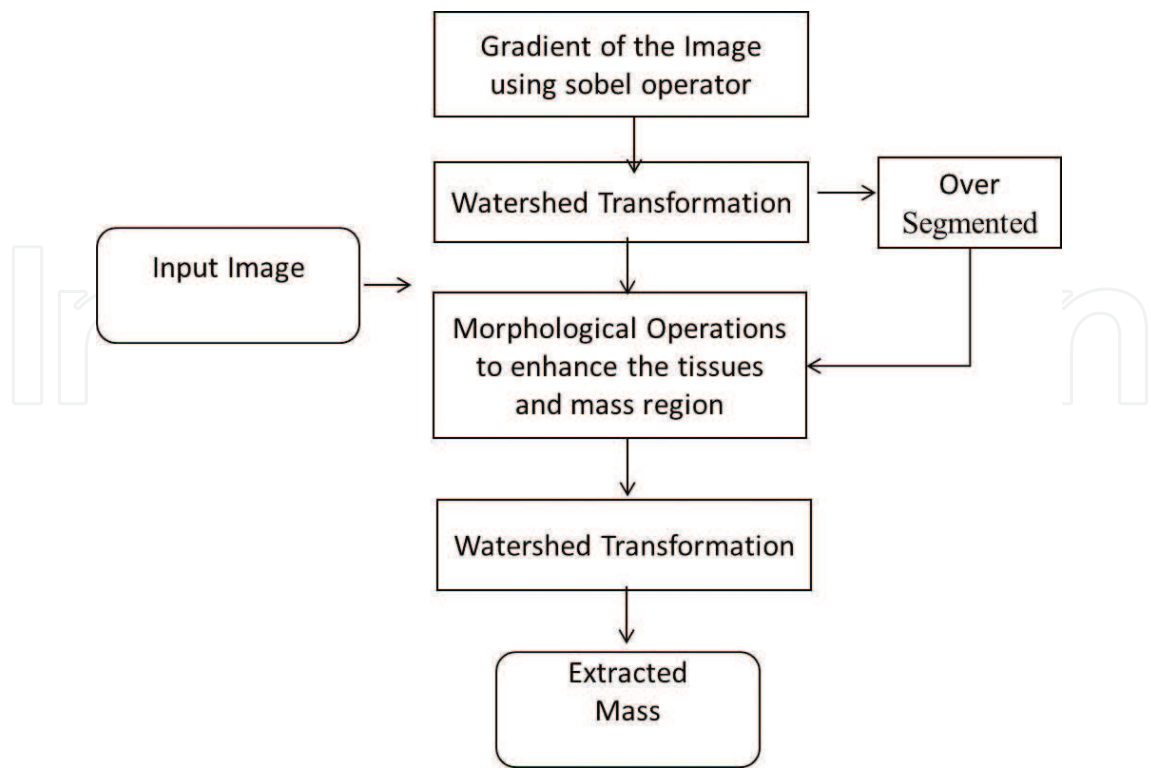 Gradient of the Image
using sobel operator
Watershed Transformation
Over
Segmented
Input Image
Morphological Operations
to enhance the tissues
and mass region
Watershed Transformation
Extracted
Mass